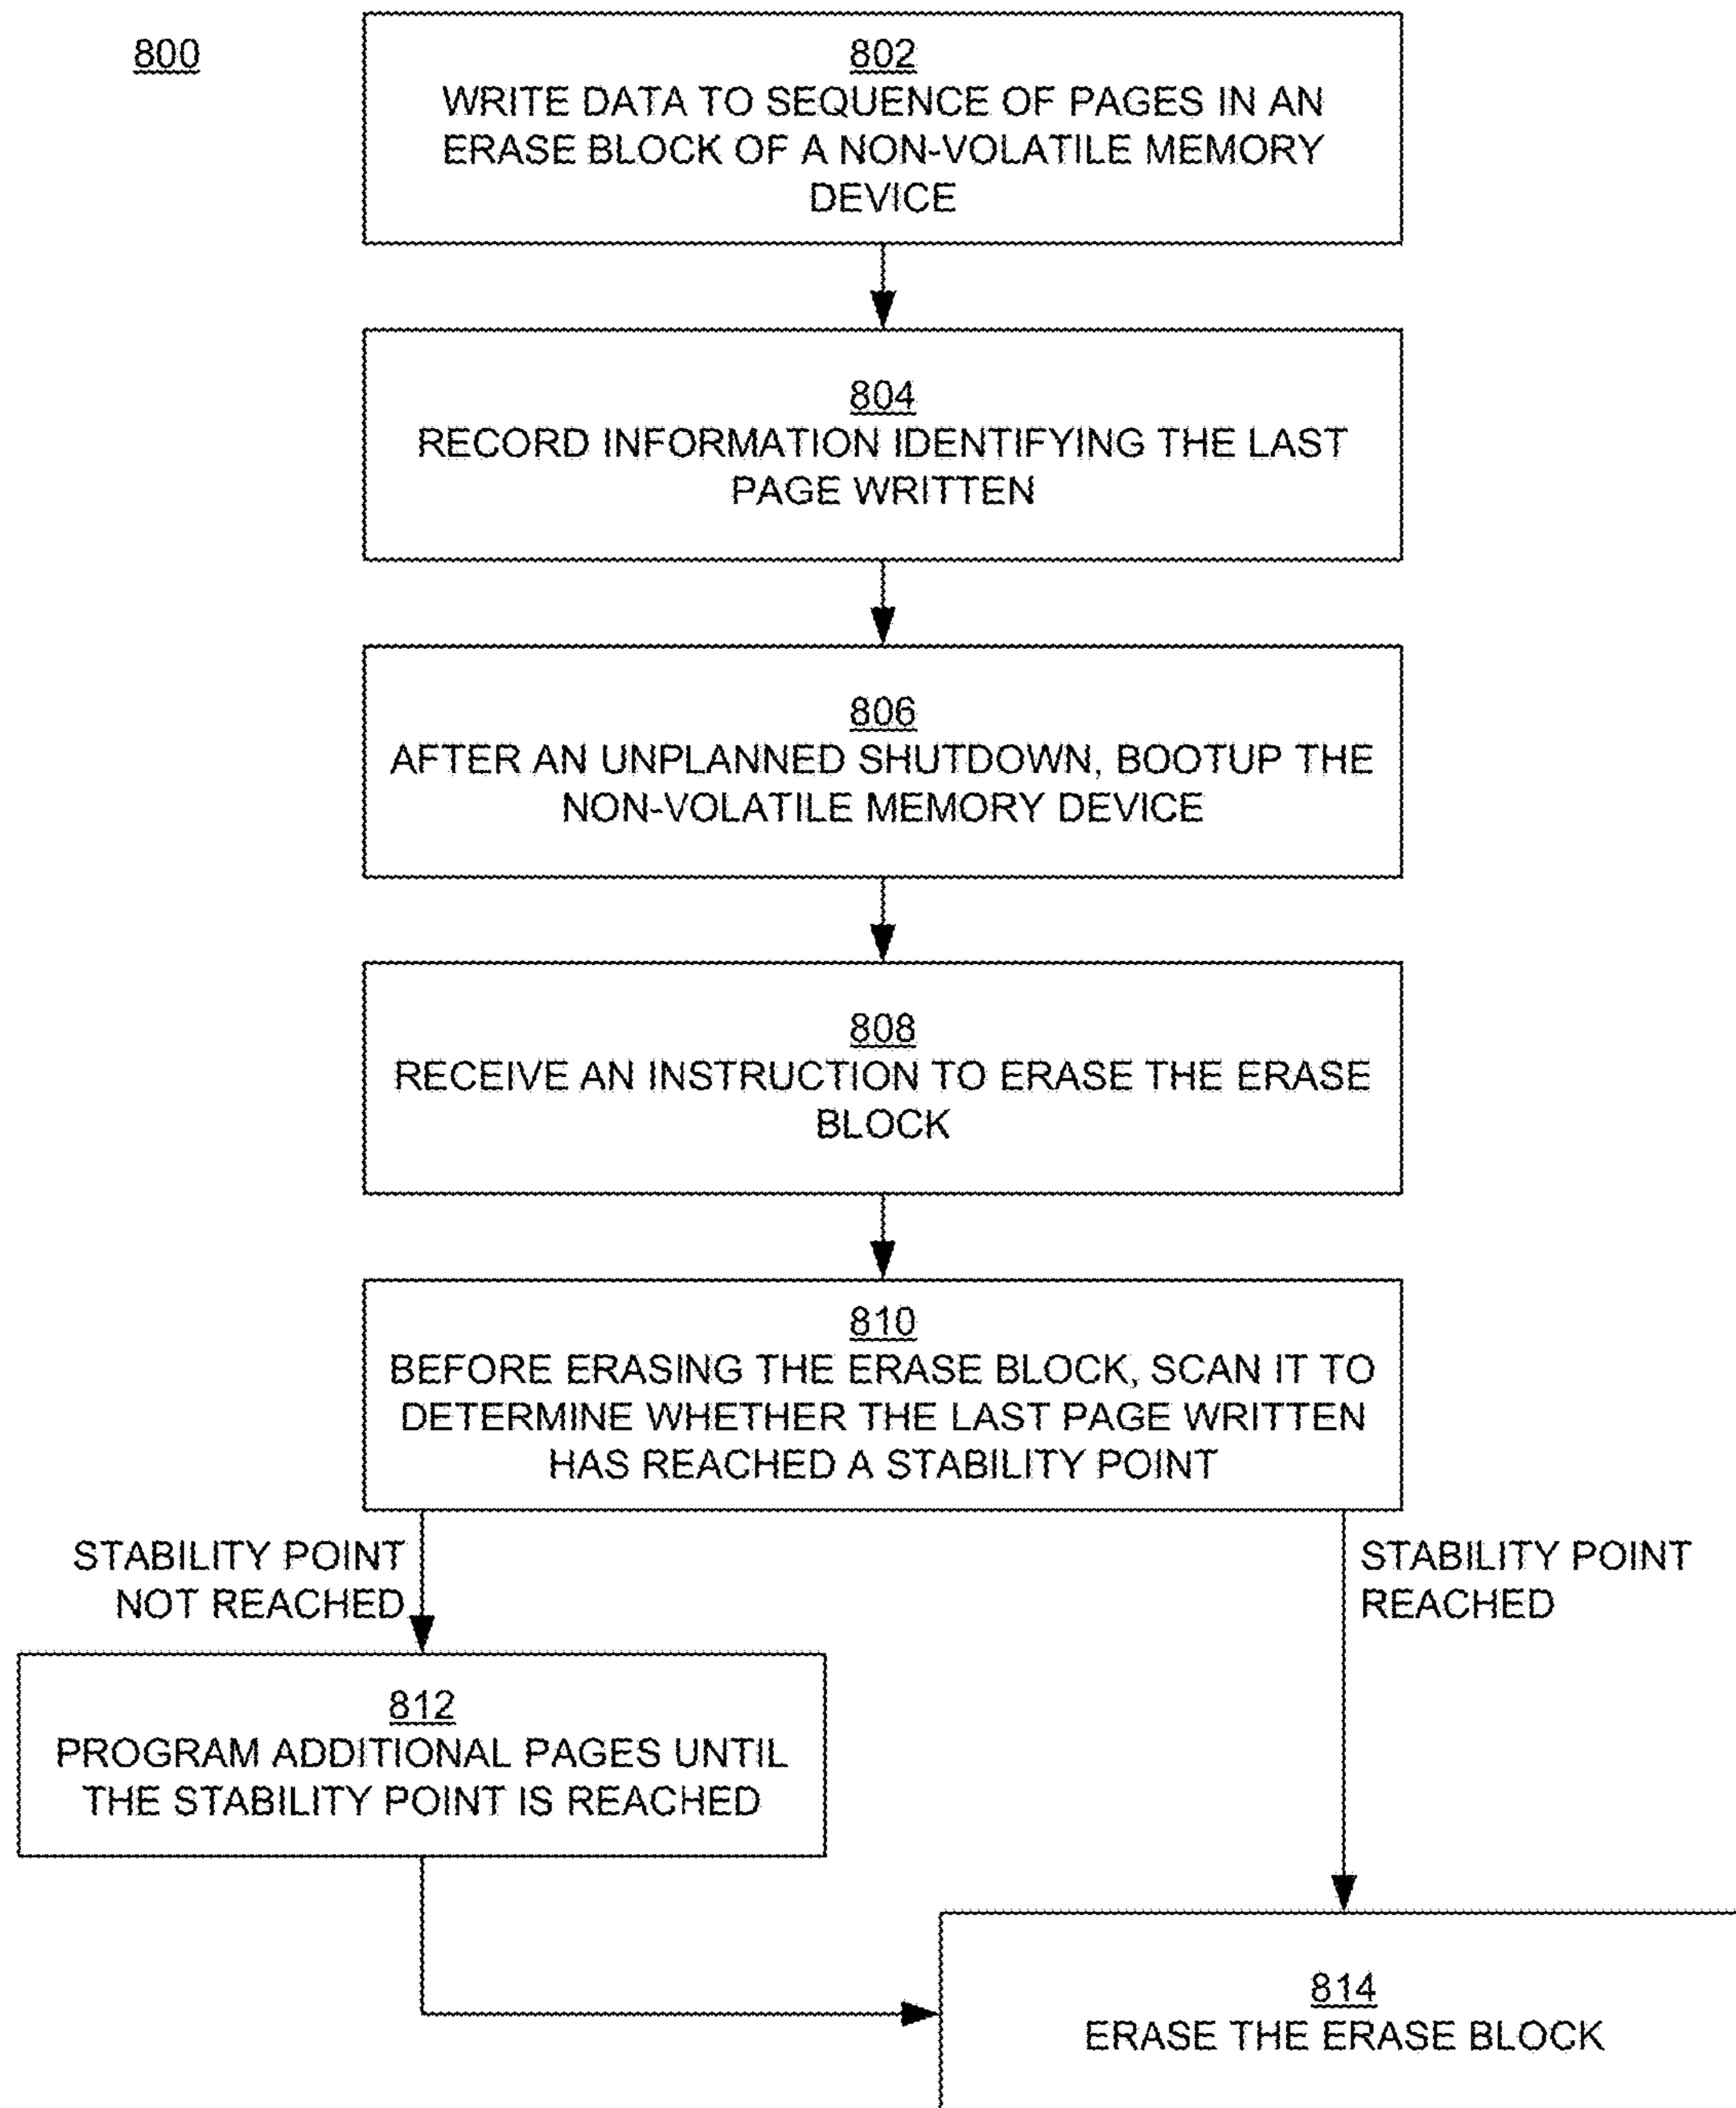 800
802
WRITE DATA TO SEQUENCE OF PAGES IN AN
ERASE BLOCK OF A NON-VOLATILE MEMORY
DEVICE
804
RECORD INFORMATION IDENTIFYING THE LAST
PAGE WRITTEN
806
AFTER AN UNPLANNED SHUTDOWN, BOOTUP THE
NON-VOLATILE MEMORY DEVICE
808
RECEIVE AN INSTRUCTION TO ERASE THE ERASE
BLOCK
810
BEFORE ERASING THE ERASE BLOCK, SCAN IT TO
DETERMINE WHETHER THE LAST PAGE WRITTEN
HAS REACHED A STABILITY POINT
STABILITY POINT
NOT REACHED
STABILITY POINT
REACHED
812
PROGRAM ADDITIONAL PAGES UNTIL
THE STABILITY POINT IS REACHED
814
ERASE THE ERASE BLOCK